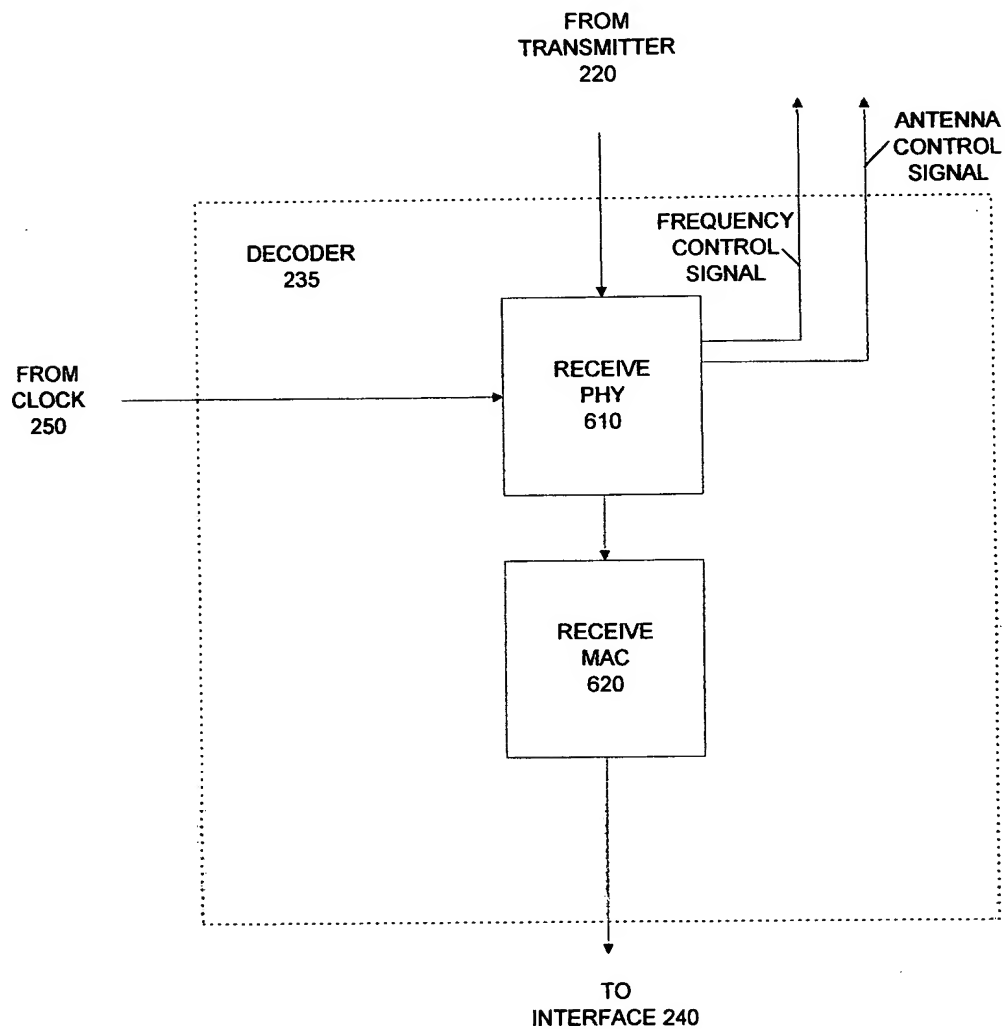 FROM
TRANSMITTER
220
ANTENNA
CONTROL
SIGNAL
FREQUENCY
CONTROL
SIGNAL
DECODER
235
FROM
CLOCK
250
RECEIVE
PHY
610
RECEIVE
MAC
620
TO
INTERFACE 240